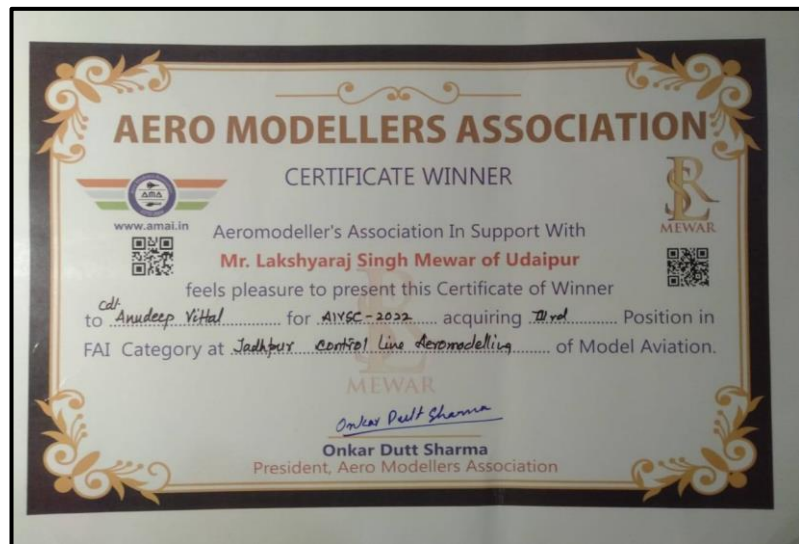 AERO MODELLERS ASSOCIATION
CERTIFICATE WINNER
AMA
www.amai.in
SRL
MEWAR
Aeromodeller's Association In Support With
Mr. Lakshyaraj Singh Mewar of Udaipur
feels pleasure to present this Certificate of Winner
to Cdt Anudeep Vittal for AIVSC-2022 acquiring IIIrd Position in
FAI Category at Jadhpur control Line Aeromodelling of Model Aviation.
MEWAR
Onkar Dutt Sharma
Onkar Dutt Sharma
President, Aero Modellers Association